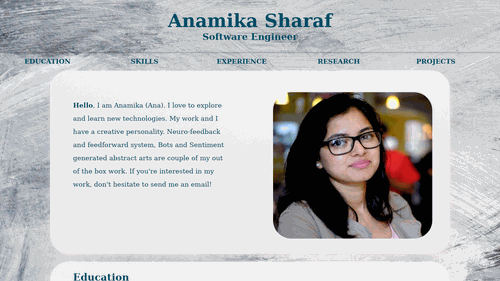 Anamika Sharaf
Software Engineer
EDUCATION SKILLS EXPERIENCE RESEARCH PROJECTS
Hello, I am Anamika (Ana). I love to explore
and learn new technologies. My work and I
have a creative personality. Neuro-feedback
and feedforward system, Bots and Sentiment
generated abstract arts are couple of my out
of the box work. If you're interested in my
work, don't hesitate to send me an email!
Education